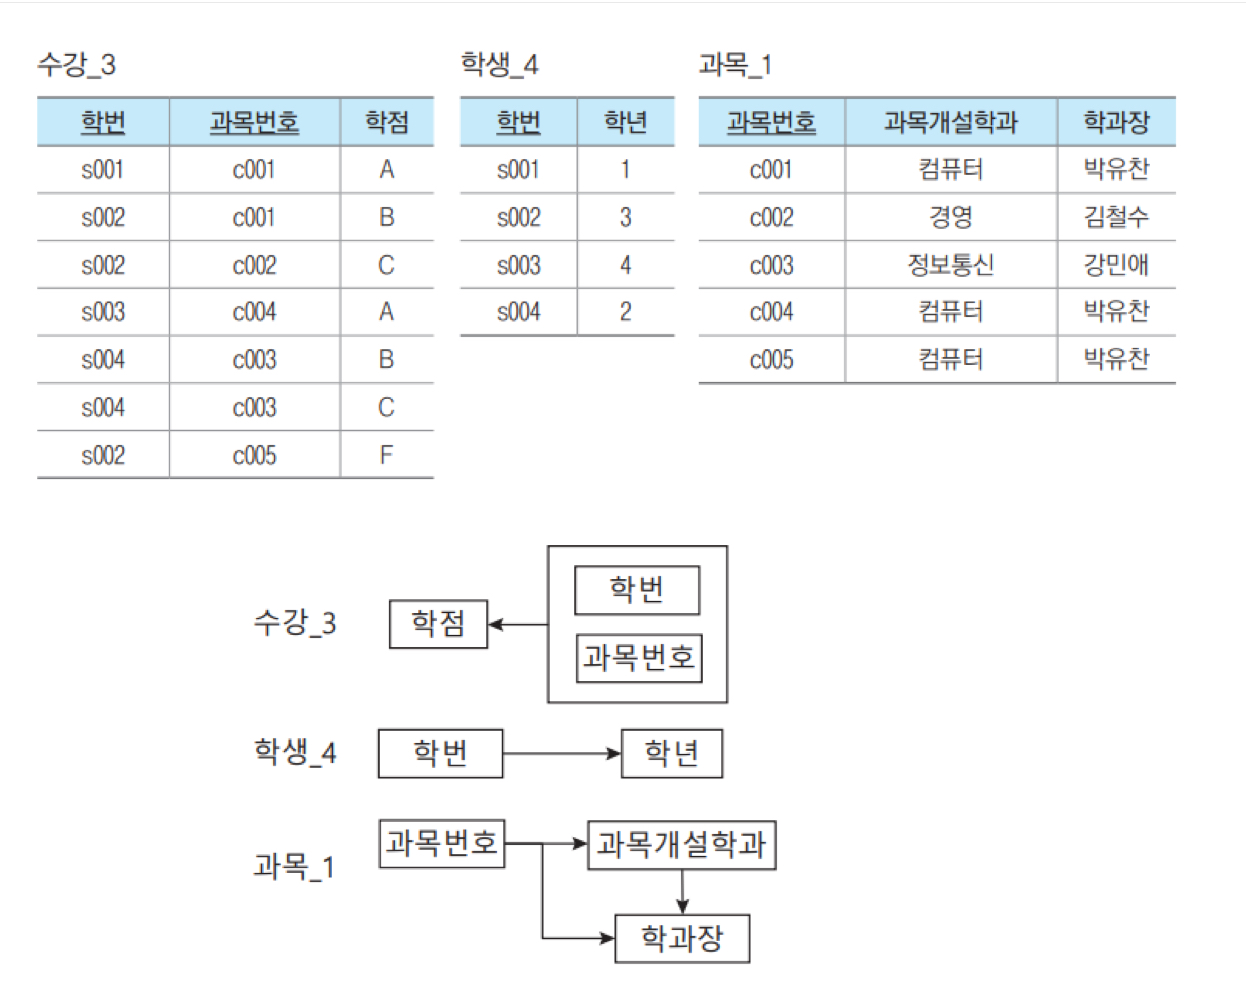 수강_3
학번 과목번호 학점
s001 c001 A
s002 c001 B
s002 c002 C
s003 c004 A
s004 c003 B
s004 c003 C
s002 c005 F
학생_4
학번 학년
s001 1
s002 3
s003 4
s004 2
과목_1
과목번호 과목개설학과 학과장
c001 컴퓨터 박유찬
c002 경영 김철수
c003 정보통신 강민애
c004 컴퓨터 박유찬
c005 컴퓨터 박유찬
수강_3 학점 학번
과목번호
학생_4 학번 학년
과목_1 과목번호 과목개설학과
학과장